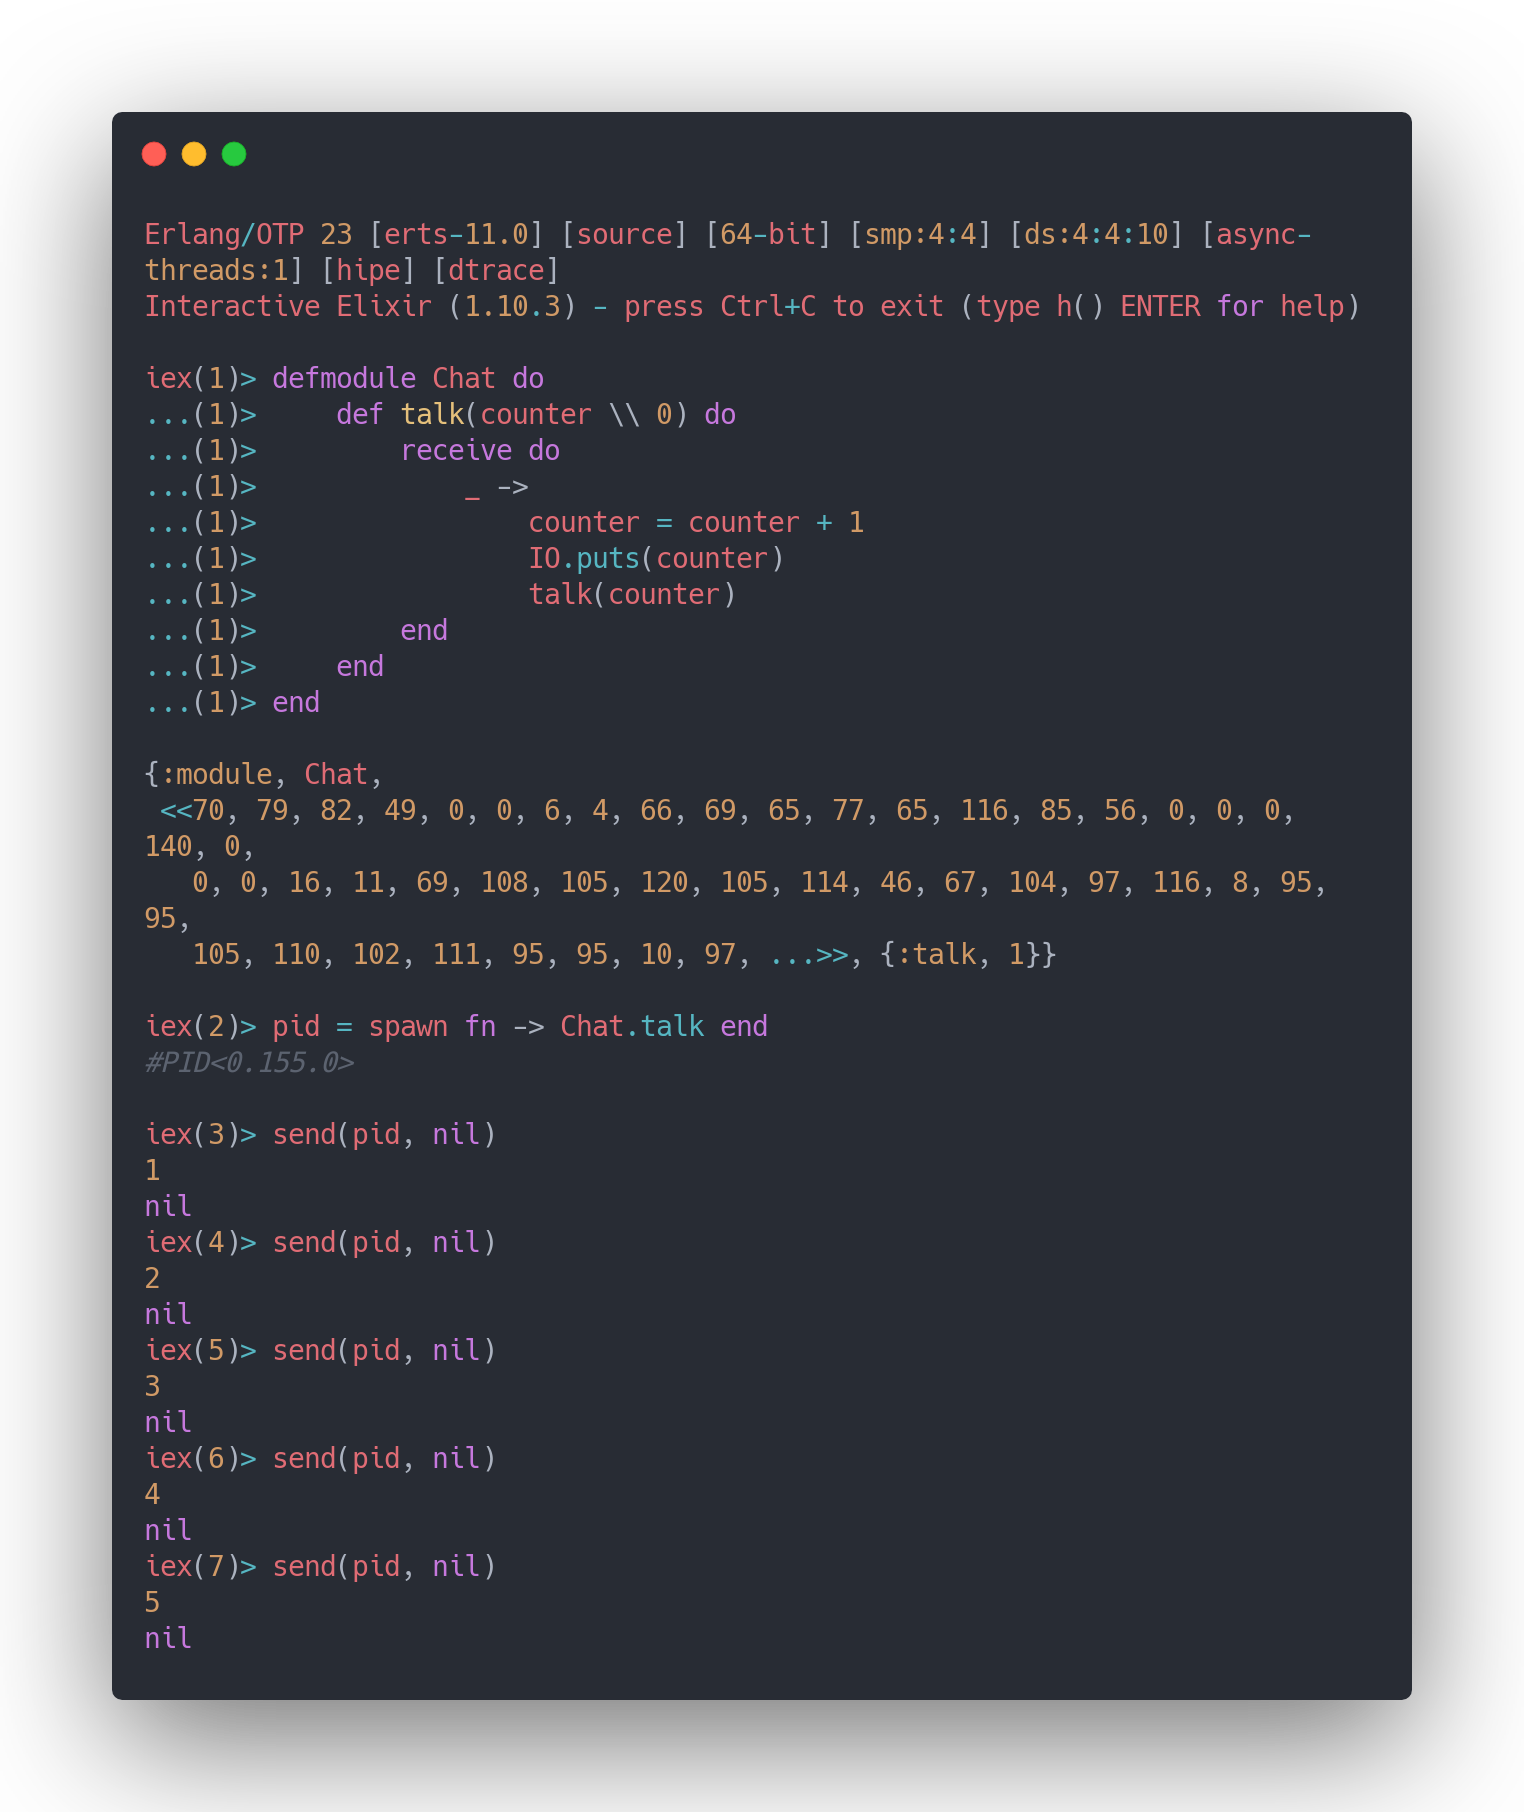 Erlang/OTP 23 [erts-11.0] [source] [64-bit] [smp:4:4] [ds:4:4:10] [async-
threads:1] [hipe] [dtrace]
Interactive Elixir (1.10.3) - press Ctrl+C to exit (type h() ENTER for help)

iex(1)> defmodule Chat do
...(1)>     def talk(counter \\ 0) do
...(1)>         receive do
...(1)>             _ ->
...(1)>                 counter = counter + 1
...(1)>                 IO.puts(counter)
...(1)>                 talk(counter)
...(1)>         end
...(1)>     end
...(1)> end

{:module, Chat,
 <<70, 79, 82, 49, 0, 0, 6, 4, 66, 69, 65, 77, 65, 116, 85, 56, 0, 0, 0,
140, 0,
   0, 0, 16, 11, 69, 108, 105, 120, 105, 114, 46, 67, 104, 97, 116, 8, 95,
95,
   105, 110, 102, 111, 95, 95, 10, 97, ...>>, {:talk, 1}}

iex(2)> pid = spawn fn -> Chat.talk end
#PID<0.155.0>

iex(3)> send(pid, nil)
1
nil
iex(4)> send(pid, nil)
2
nil
iex(5)> send(pid, nil)
3
nil
iex(6)> send(pid, nil)
4
nil
iex(7)> send(pid, nil)
5
nil